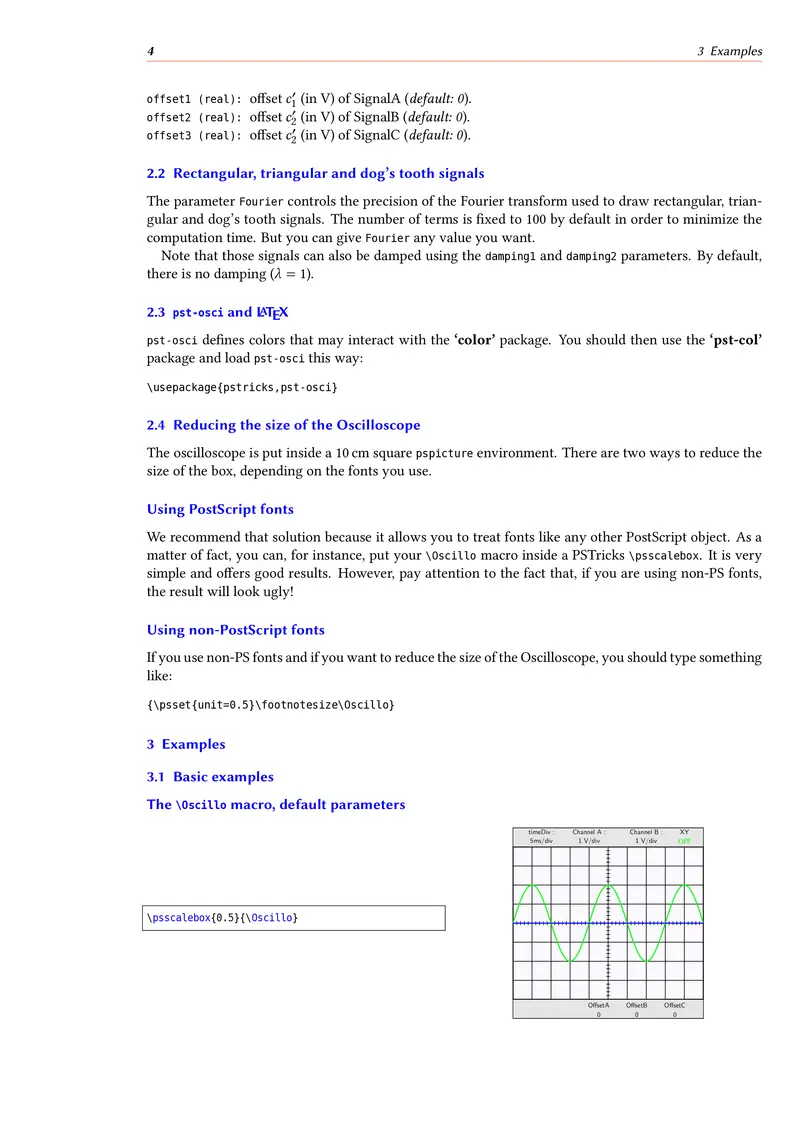 4 3 Examples
offset1 (real): offset c′1 (in V) of SignalA (default: 0).
offset2 (real): offset c′2 (in V) of SignalB (default: 0).
offset3 (real): offset c′2 (in V) of SignalC (default: 0).
2.2 Rectangular, triangular and dog’s tooth signals
The parameter Fourier controls the precision of the Fourier transform used to draw rectangular, trian-
gular and dog’s tooth signals. The number of terms is fixed to 100 by default in order to minimize the
computation time. But you can give Fourier any value you want.
Note that those signals can also be damped using the damping1 and damping2 parameters. By default,
there is no damping (λ = 1).
2.3 pst-osci and LATEX
pst-osci defines colors that may interact with the ‘color’ package. You should then use the ‘pst-col’
package and load pst-osci this way:
\usepackage{pstricks,pst-osci}
2.4 Reducing the size of the Oscilloscope
The oscilloscope is put inside a 10 cm square pspicture environment. There are two ways to reduce the
size of the box, depending on the fonts you use.
Using PostScript fonts
We recommend that solution because it allows you to treat fonts like any other PostScript object. As a
matter of fact, you can, for instance, put your \Oscillo macro inside a PSTricks \psscalebox. It is very
simple and offers good results. However, pay attention to the fact that, if you are using non-PS fonts,
the result will look ugly!
Using non-PostScript fonts
If you use non-PS fonts and if you want to reduce the size of the Oscilloscope, you should type something
like:
{\psset{unit=0.5}\footnotesize\Oscillo}
3 Examples
3.1 Basic examples
The \Oscillo macro, default parameters
timeDiv : Channel A : Channel B : XY
5ms/div 1 V/div 1 V/div OFF
\psscalebox{0.5}{\Oscillo}
OffsetA OffsetB OffsetC
0 0 0